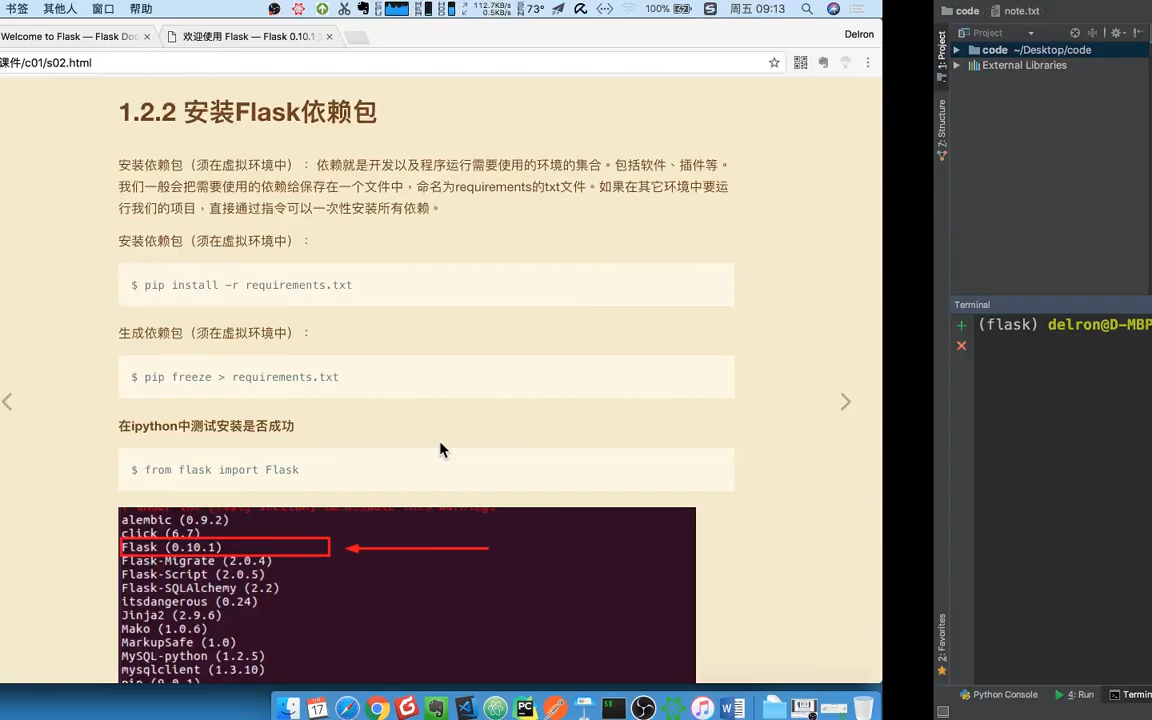 书签 其他人 窗口 帮助
112.7KB/s
0.5KB/s
73°
100%
周五 09:13
code
note.txt
Welcome to Flask — Flask Do
欢迎使用 Flask — Flask 0.10.1
Delron
课件/c01/s02.html
Project
code ~/Desktop/code
External Libraries
1: Project
7: Structure
1.2.2 安装Flask依赖包
安装依赖包（须在虚拟环境中）： 依赖就是开发以及程序运行需要使用的环境的集合。包括软件、插件等。
我们一般会把需要使用的依赖给保存在一个文件中，命名为requirements的txt文件。如果在其它环境中要运
行我们的项目，直接通过指令可以一次性安装所有依赖。
安装依赖包（须在虚拟环境中）：
$ pip install -r requirements.txt
生成依赖包（须在虚拟环境中）：
$ pip freeze > requirements.txt
在ipython中测试安装是否成功
$ from flask import Flask
alembic (0.9.2)
click (6.7)
Flask (0.10.1)
Flask-Migrate (2.0.4)
Flask-Script (2.0.5)
Flask-SQLAlchemy (2.2)
itsdangerous (0.24)
Jinja2 (2.9.6)
Mako (1.0.6)
MarkupSafe (1.0)
MySQL-python (1.2.5)
mysqlclient (1.3.10)
Terminal
(flask) delron@D-MBP
2: Favorites
Python Console
4: Run
Termin
17